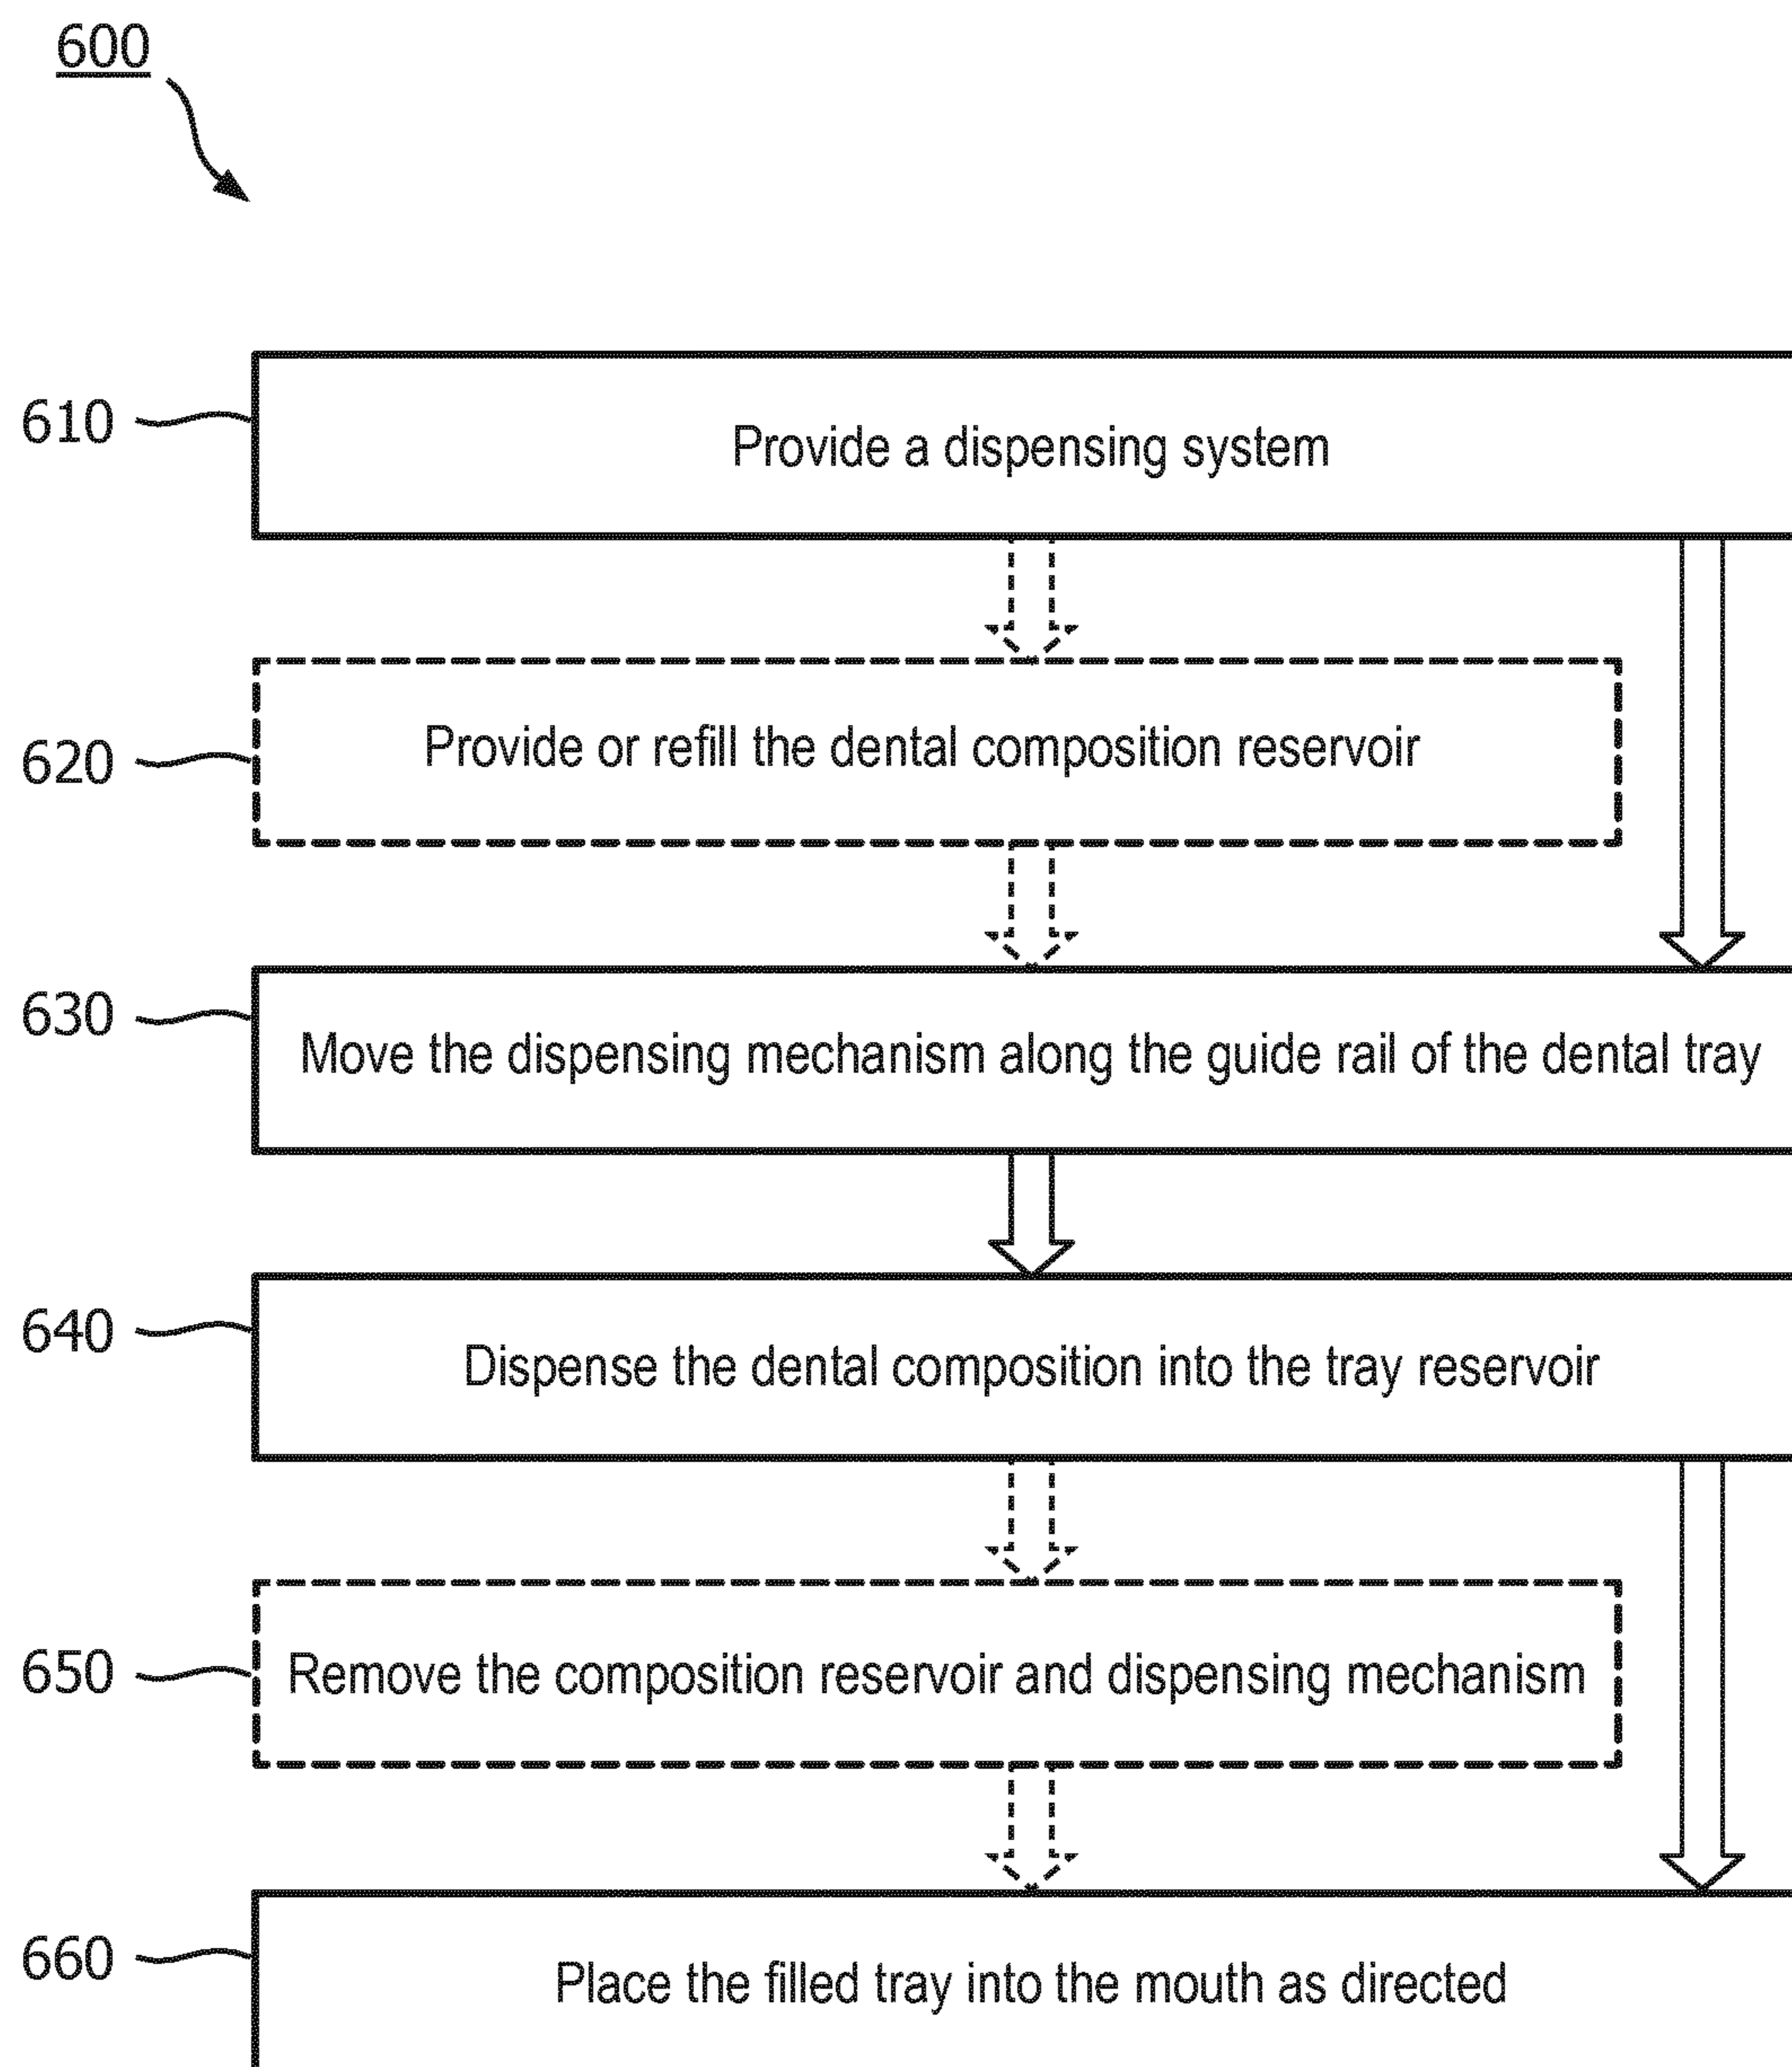 600
610
Provide a dispensing system
620
Provide or refill the dental composition reservoir
630
Move the dispensing mechanism along the guide rail of the dental tray
640
Dispense the dental composition into the tray reservoir
650
Remove the composition reservoir and dispensing mechanism
660
Place the filled tray into the mouth as directed